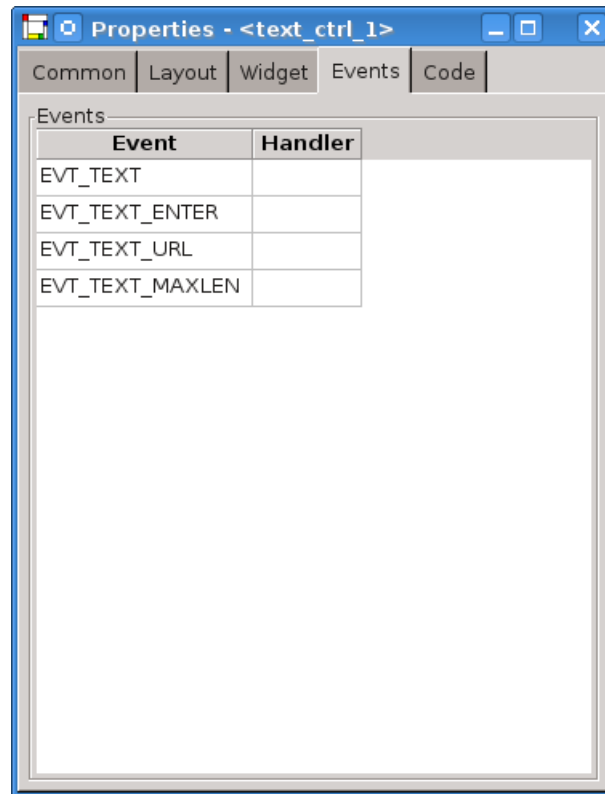 Properties - <text_ctrl_1>
Common Layout Widget Events Code
Events
Event Handler
EVT_TEXT
EVT_TEXT_ENTER
EVT_TEXT_URL
EVT_TEXT_MAXLEN